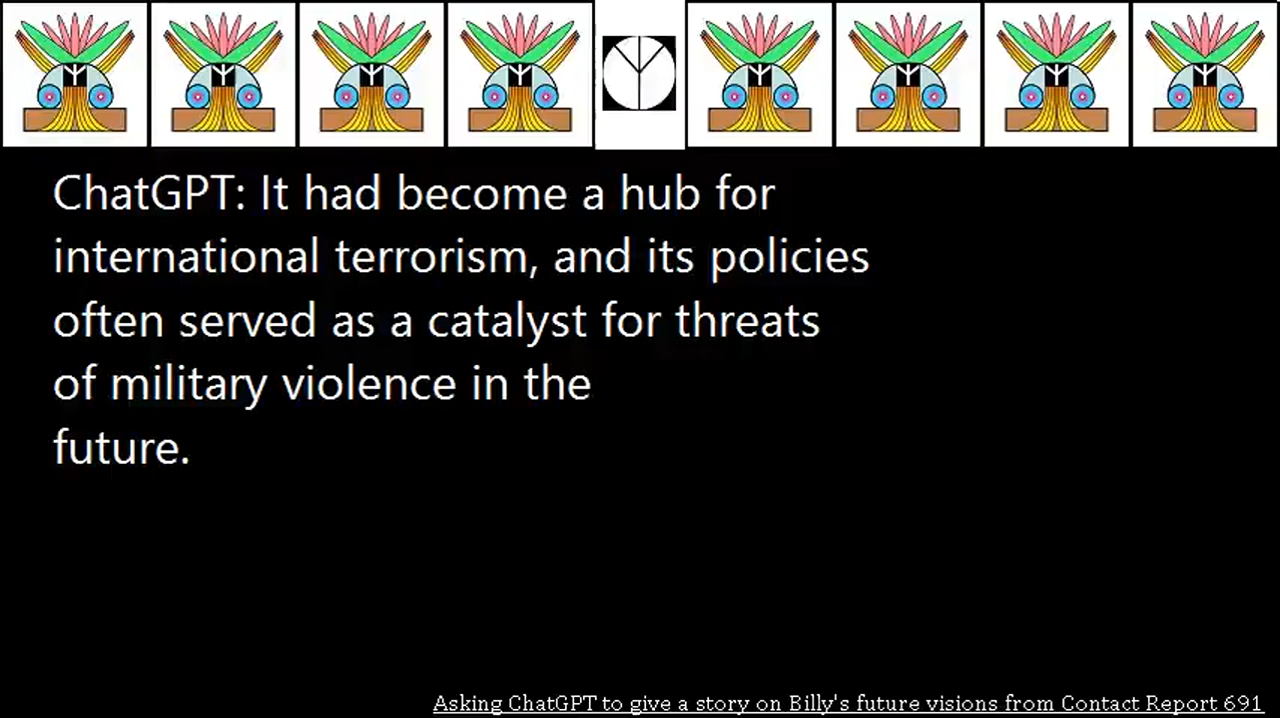 ChatGPT: It had become a hub for
international terrorism, and its policies
often served as a catalyst for threats
of military violence in the
future.
Asking ChatGPT to give a story on Billy's future visions from Contact Report 691